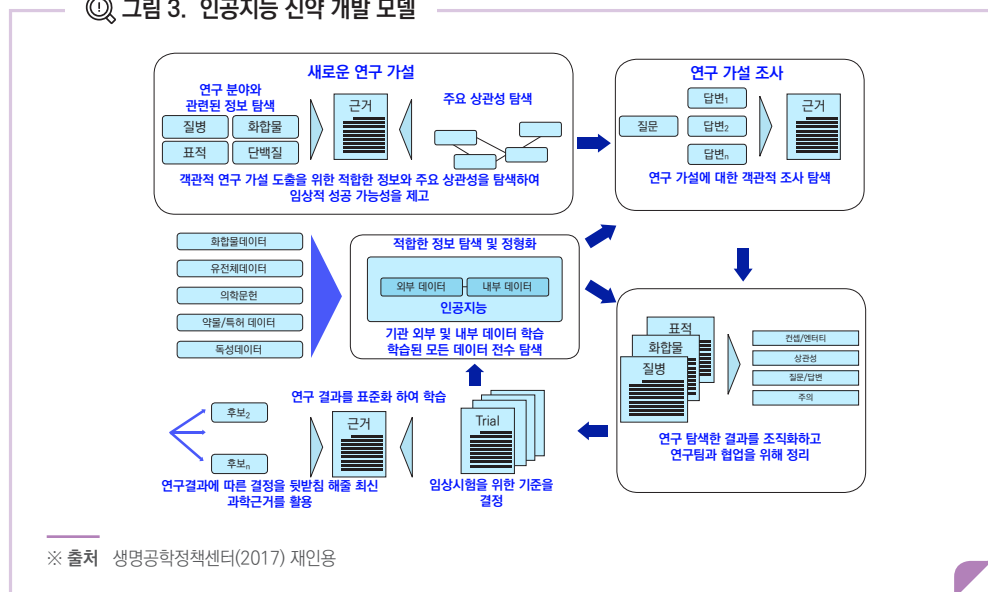 그림 3. 인공지능 신약 개발 모델
새로운 연구 가설
연구 분야와
관련된 정보 탐색
질병
화합물
표적
단백질
근거
주요 상관성 탐색
객관적 연구 가설 도출을 위한 적합한 정보와 주요 상관성을 탐색하여
임상적 성공 가능성을 제고
연구 가설 조사
질문
답변1
답변2
답변n
근거
연구 가설에 대한 객관적 조사 탐색
화합물데이터
유전체데이터
의학문헌
약물/특허 데이터
독성데이터
적합한 정보 탐색 및 정형화
외부 데이터
내부 데이터
인공지능
기관 외부 및 내부 데이터 학습
학습된 모든 데이터 전수 탐색
표적
화합물
질병
컨셉/엔터티
상관성
질문/답변
주의
연구 탐색한 결과를 조직화하고
연구팀과 협업을 위해 정리
연구 결과를 표준화 하여 학습
후보2
후보n
근거
Trial
연구결과에 따른 결정을 뒷받침 해줄 최신
과학근거를 활용
임상시험을 위한 기준을
결정
※ 출처 생명공학정책센터(2017) 재인용